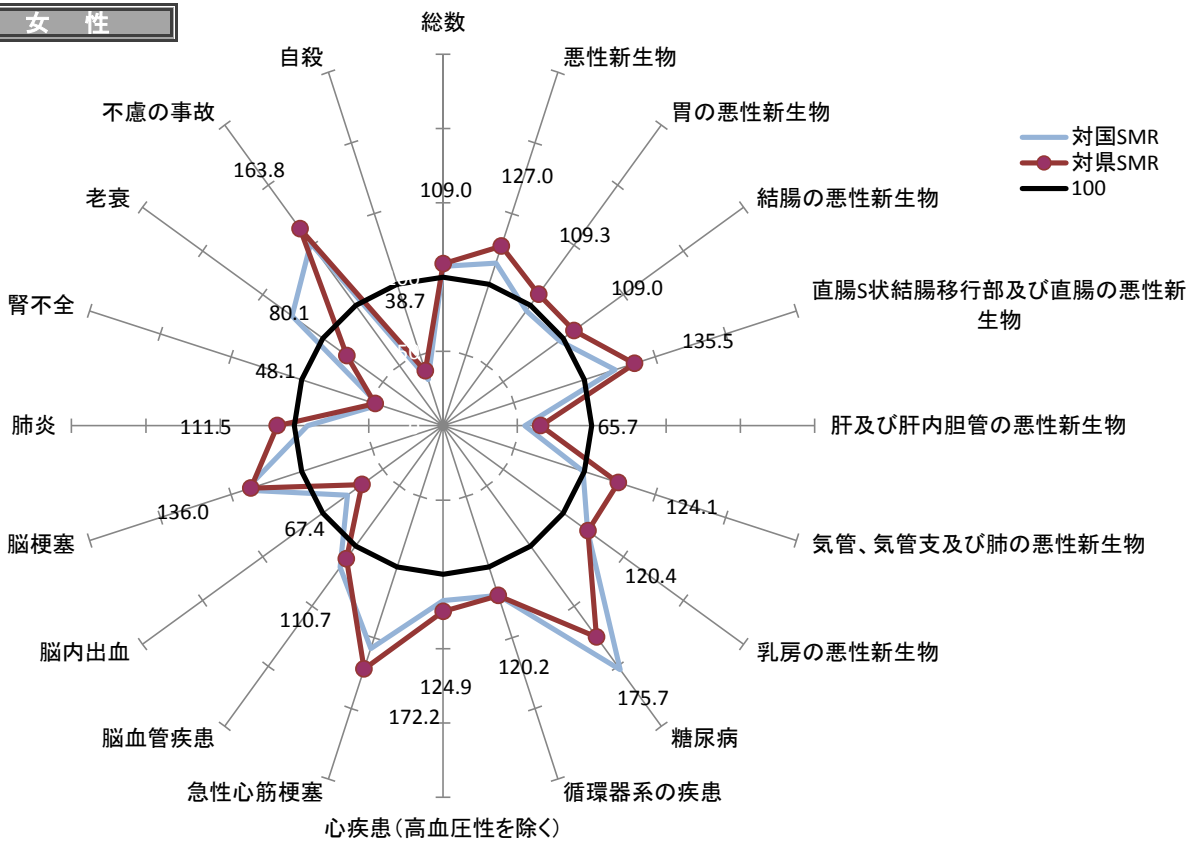 女 性
総数
悪性新生物
胃の悪性新生物
結腸の悪性新生物
直腸S状結腸移行部及び直腸の悪性新
生物
肝及び肝内胆管の悪性新生物
気管、気管支及び肺の悪性新生物
乳房の悪性新生物
糖尿病
循環器系の疾患
心疾患(高血圧性を除く)
急性心筋梗塞
脳血管疾患
脳内出血
脳梗塞
肺炎
腎不全
老衰
不慮の事故
自殺
対国SMR
対県SMR
100
109.0
127.0
109.3
109.0
135.5
65.7
124.1
120.4
175.7
120.2
124.9
172.2
110.7
67.4
136.0
111.5
48.1
80.1
163.8
38.7
50